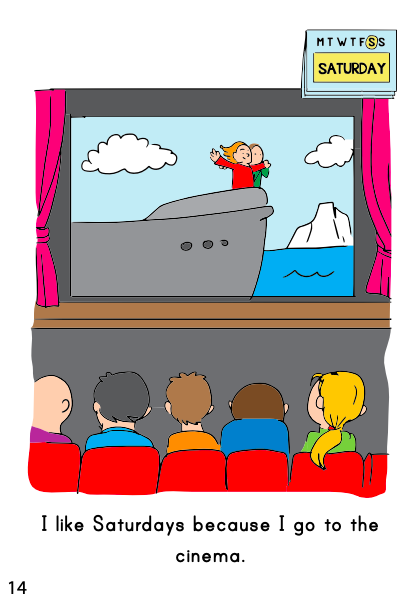 M T W T F S S
SATURDAY
I like Saturdays because I go to the
cinema.
14